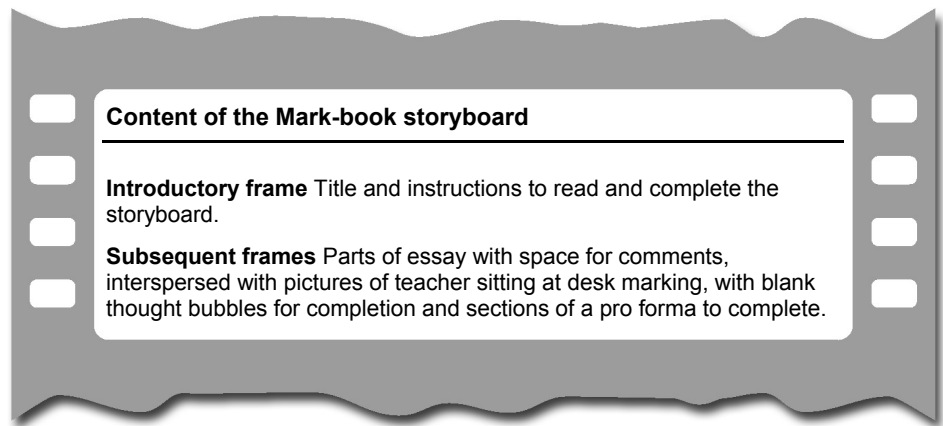 Content of the Mark-book storyboard
Introductory frame Title and instructions to read and complete the
storyboard.
Subsequent frames Parts of essay with space for comments,
interspersed with pictures of teacher sitting at desk marking, with blank
thought bubbles for completion and sections of a pro forma to complete.